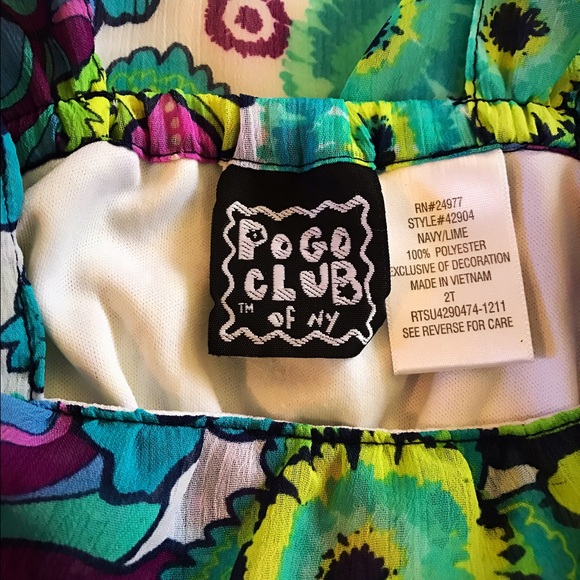 POGO
CLUB
TM OF NY
RN#24977
STYLE#42904
NAVY/LIME
100% POLYESTER
EXCLUSIVE OF DECORATION
MADE IN VIETNAM
2T
RTSU4290474-1211
SEE REVERSE FOR CARE